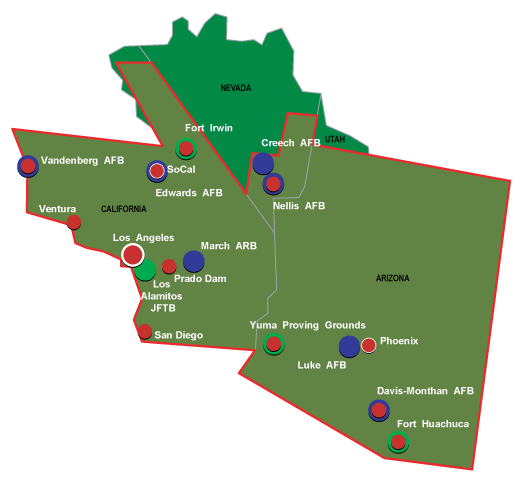 NEVADA
Fort Irwin
UTAH
Creech AFB
Vandenberg AFB
SoCal
Edwards AFB
Nellis AFB
Ventura
CALIFORNIA
Los Angeles
March ARB
Prado Dam
Los
Alamitos
JFTB
ARIZONA
San Diego
Yuma Proving Grounds
Phoenix
Luke AFB
Davis-Monthan AFB
Fort Huachuca